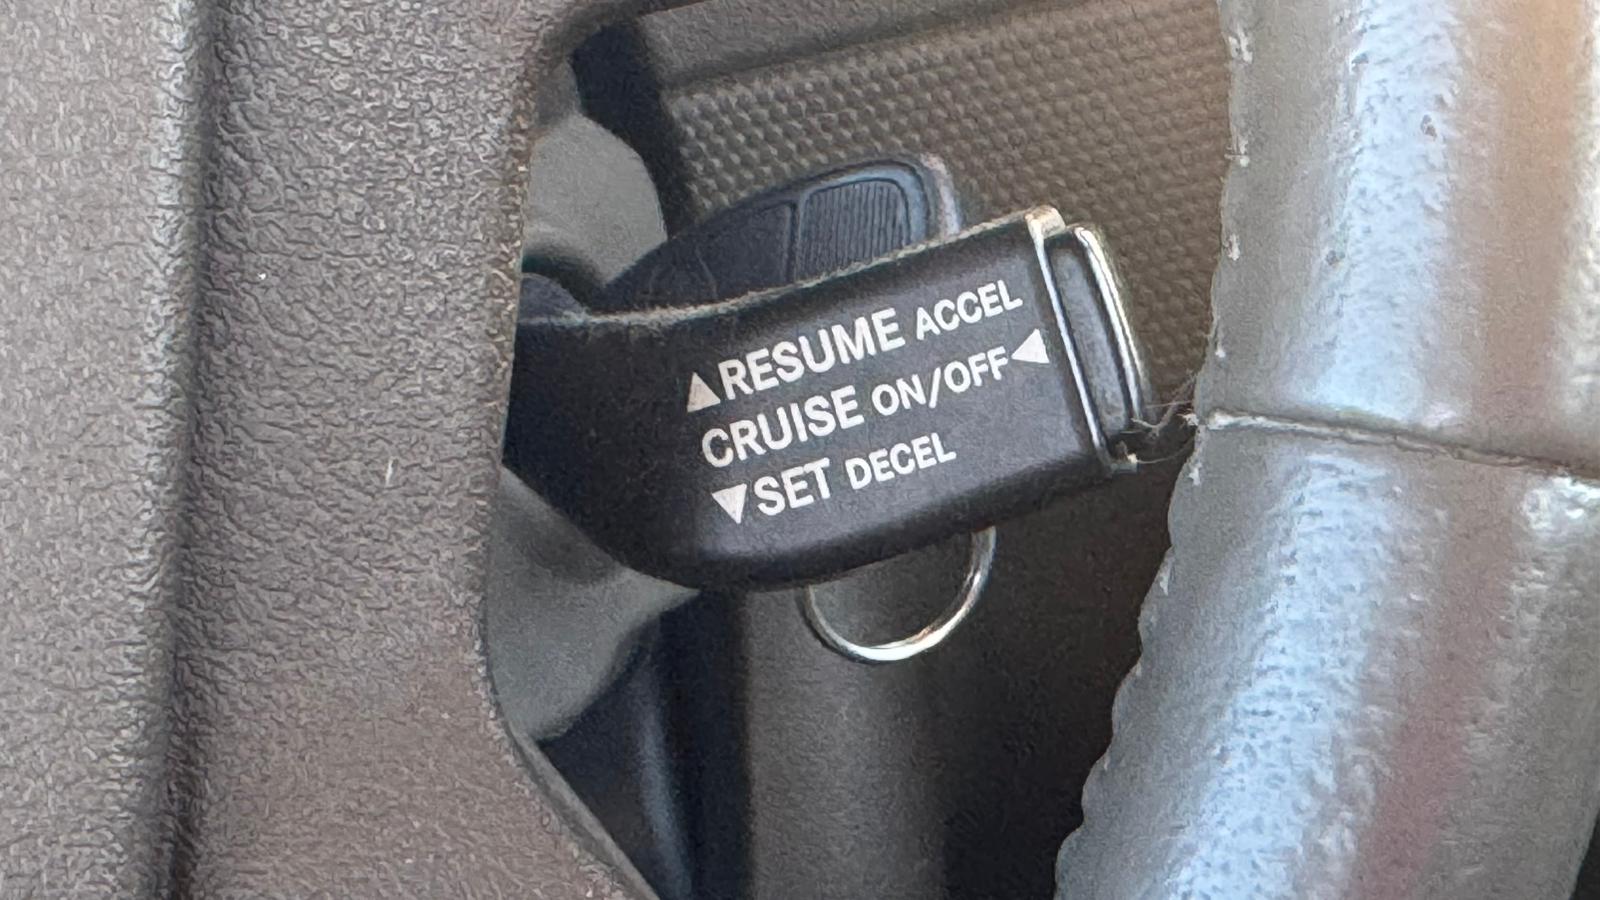 ▲RESUME ACCEL
CRUISE ON/OFF◀
▼SET DECEL